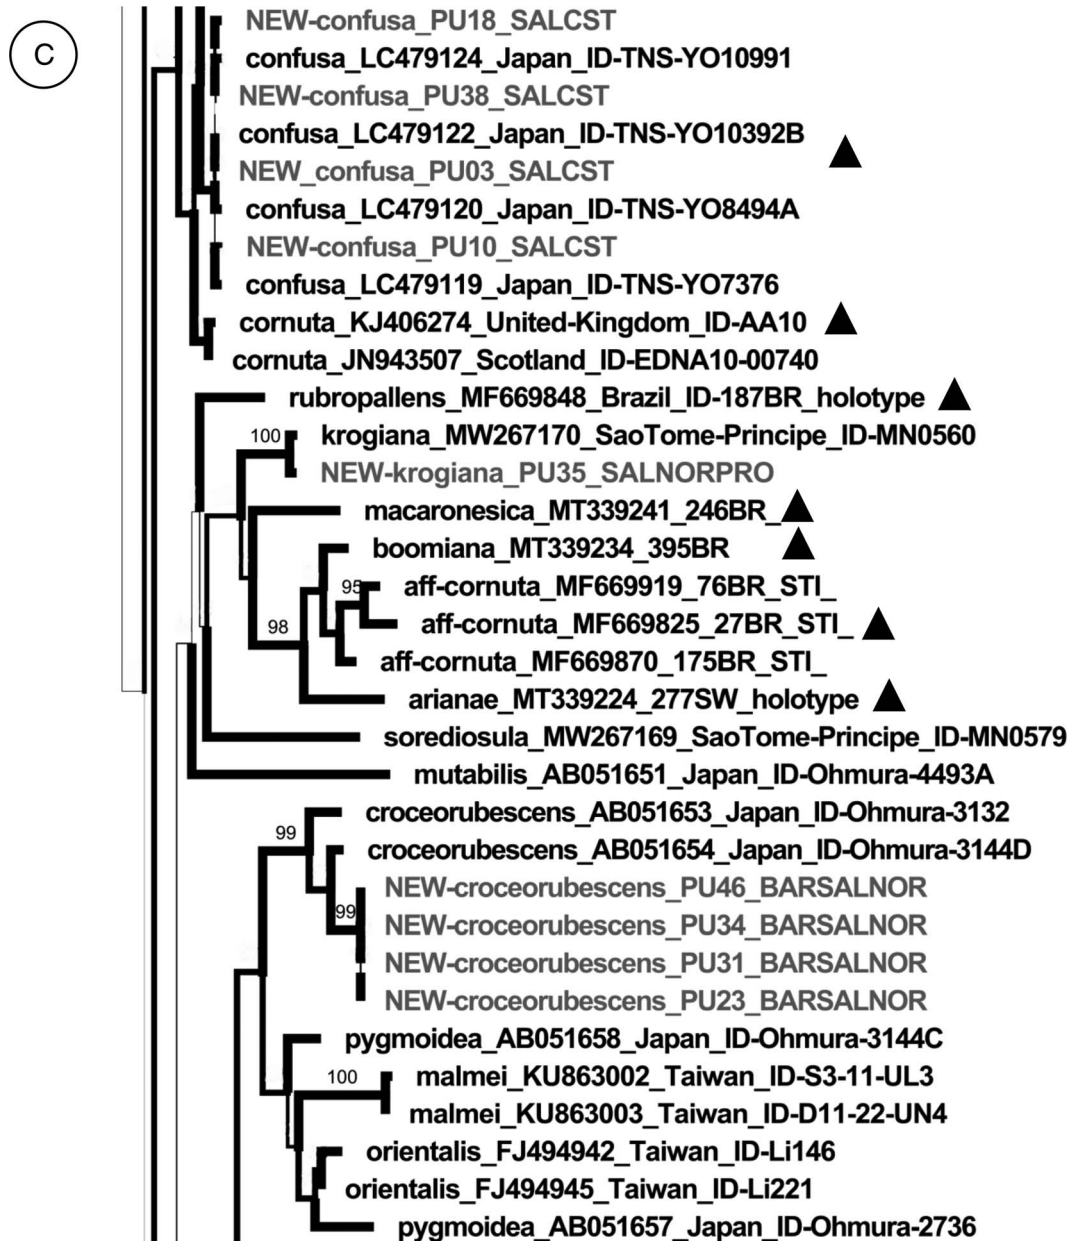 C
NEW-confusa_PU18_SALCST
confusa_LC479124_Japan_ID-TNS-YO10991
NEW-confusa_PU38_SALCST
confusa_LC479122_Japan_ID-TNS-YO10392B
NEW_confusa_PU03_SALCST
confusa_LC479120_Japan_ID-TNS-YO8494A
NEW-confusa_PU10_SALCST
confusa_LC479119_Japan_ID-TNS-YO7376
cornuta_KJ406274_United-Kingdom_ID-AA10
cornuta_JN943507_Scotland_ID-EDNA10-00740
rubropallens_MF669848_Brazil_ID-187BR_holotype
100
krogiana_MW267170_SaoTome-Principe_ID-MN0560
NEW-krogiana_PU35_SALNORPRO
macaronesica_MT339241_246BR_
boomiana_MT339234_395BR
95
aff-cornuta_MF669919_76BR_STI_
98
aff-cornuta_MF669825_27BR_STI_
aff-cornuta_MF669870_175BR_STI_
arianae_MT339224_277SW_holotype
sorediosula_MW267169_SaoTome-Principe_ID-MN0579
mutabilis_AB051651_Japan_ID-Ohmura-4493A
croceorubescens_AB051653_Japan_ID-Ohmura-3132
99
croceorubescens_AB051654_Japan_ID-Ohmura-3144D
NEW-croceorubescens_PU46_BARSALNOR
99
NEW-croceorubescens_PU34_BARSALNOR
NEW-croceorubescens_PU31_BARSALNOR
NEW-croceorubescens_PU23_BARSALNOR
pygmoidea_AB051658_Japan_ID-Ohmura-3144C
100
malmei_KU863002_Taiwan_ID-S3-11-UL3
malmei_KU863003_Taiwan_ID-D11-22-UN4
orientalis_FJ494942_Taiwan_ID-Li146
orientalis_FJ494945_Taiwan_ID-Li221
pygmoidea_AB051657_Japan_ID-Ohmura-2736